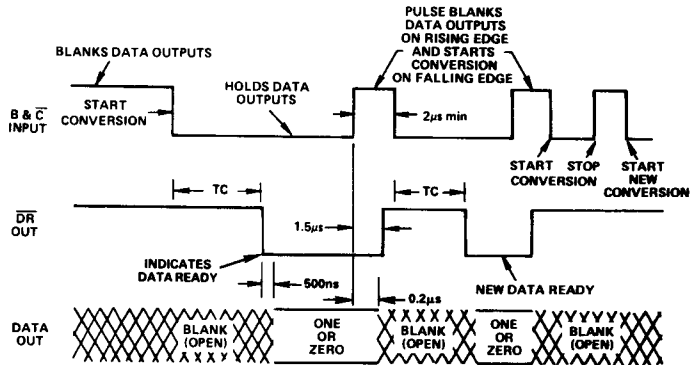 PULSE BLANKS
DATA OUTPUTS
ON RISING EDGE
AND STARTS
CONVERSION
ON FALLING EDGE
BLANKS DATA OUTPUTS
HOLDS DATA
OUTPUTS
B & C̅
INPUT
START
CONVERSION
2μs min
START
CONVERSION
STOP
START
NEW
CONVERSION
TC
TC
D̅R̅
OUT
1.5μs
INDICATES
DATA READY
NEW DATA READY
500ns
0.2μs
DATA
OUT
BLANK
(OPEN)
ONE
OR
ZERO
BLANK
(OPEN)
ONE
OR
ZERO
BLANK
(OPEN)